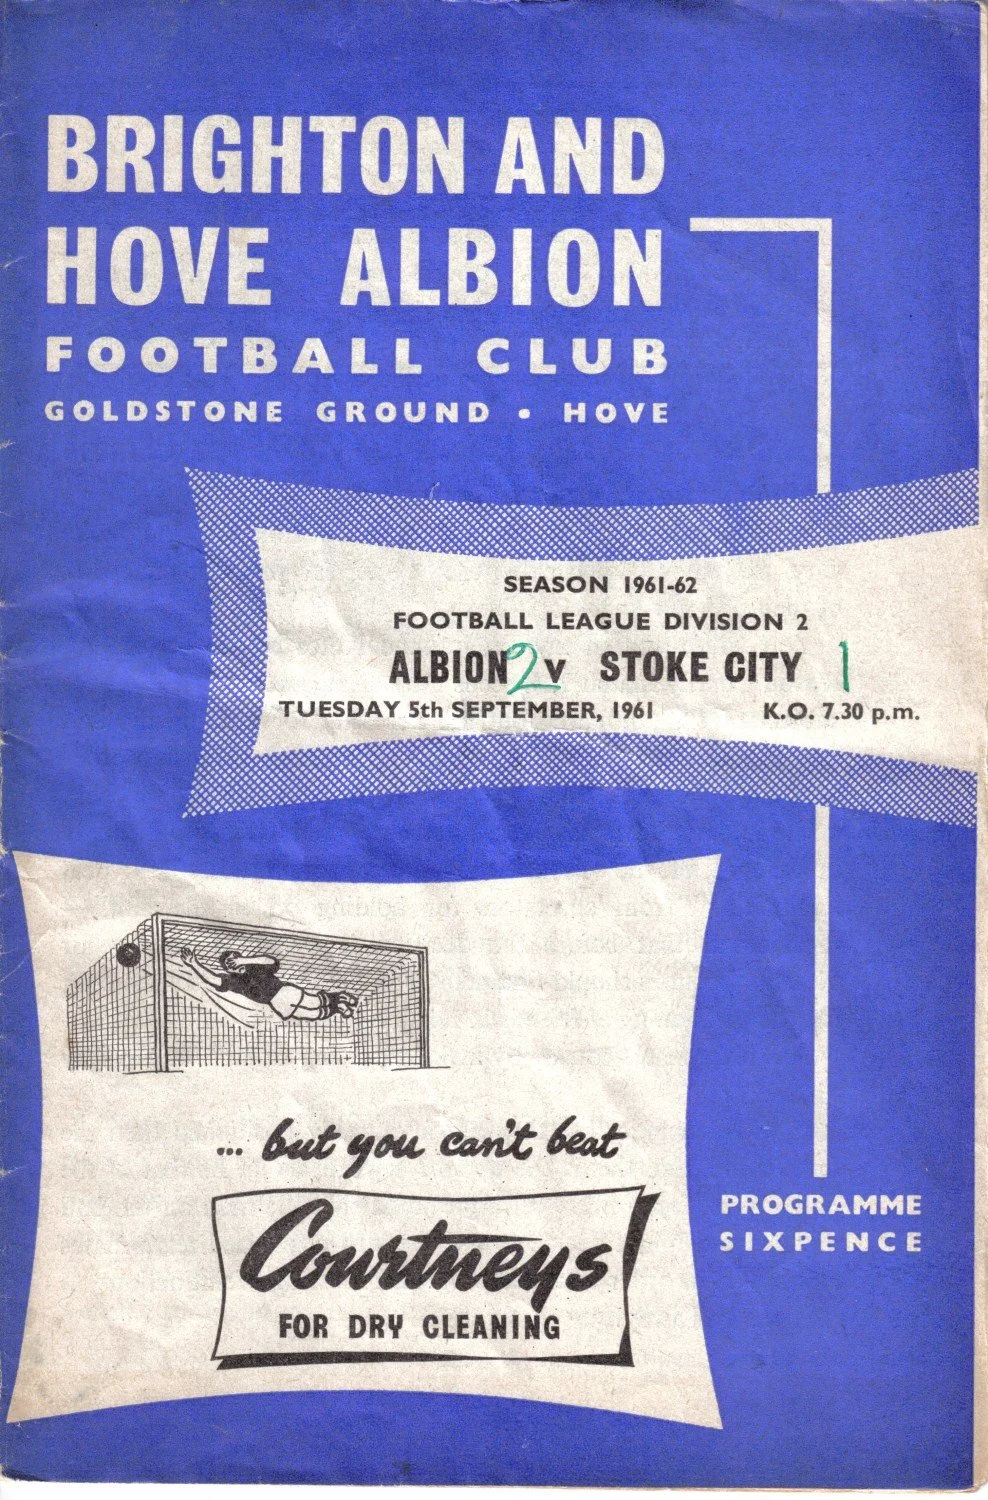 BRIGHTON AND
HOVE ALBION
FOOTBALL CLUB
GOLDSTONE GROUND • HOVE
SEASON 1961-62
FOOTBALL LEAGUE DIVISION 2
ALBION 2 v STOKE CITY 1
TUESDAY 5th SEPTEMBER, 1961 K.O. 7.30 p.m.
... but you can't beat
Courtneys
FOR DRY CLEANING
PROGRAMME
SIXPENCE